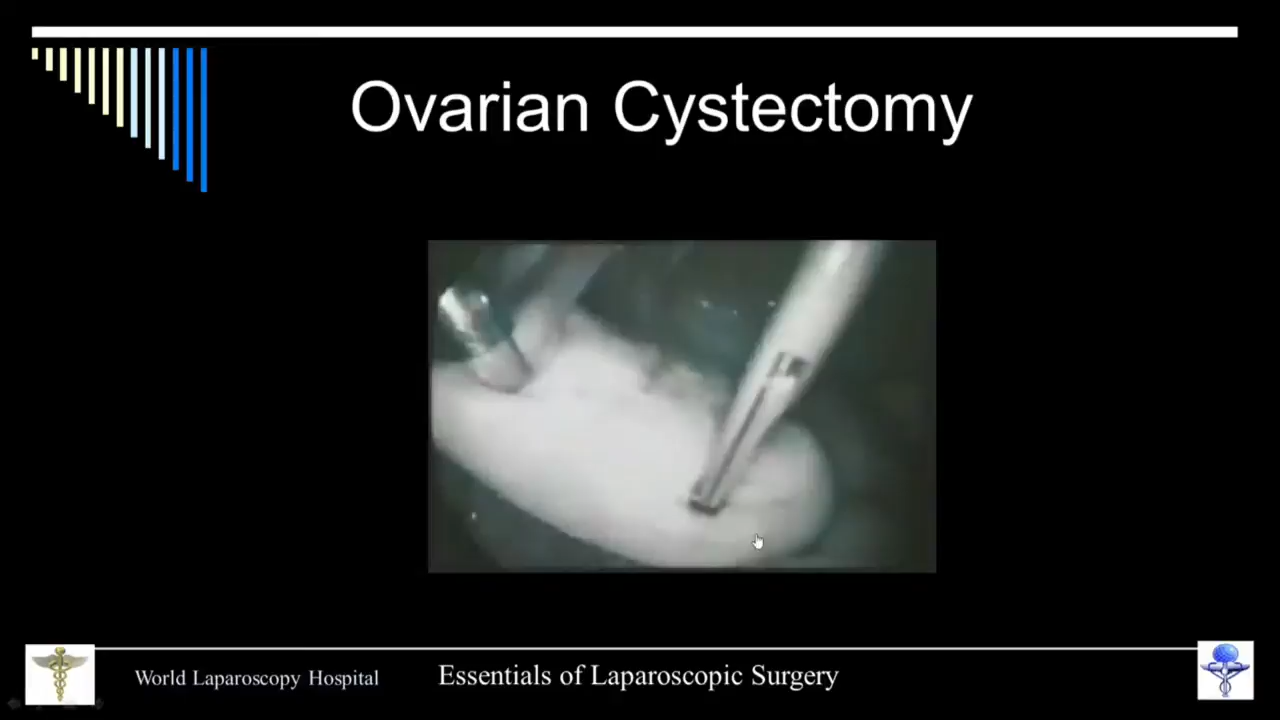 Ovarian Cystectomy
World Laparoscopy Hospital
Essentials of Laparoscopic Surgery